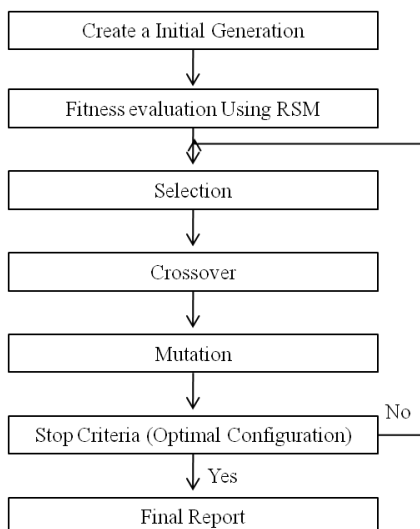 Create a Initial Generation
Fitness evaluation Using RSM
Selection
Crossover
Mutation
No
Stop Criteria (Optimal Configuration)
Yes
Final Report